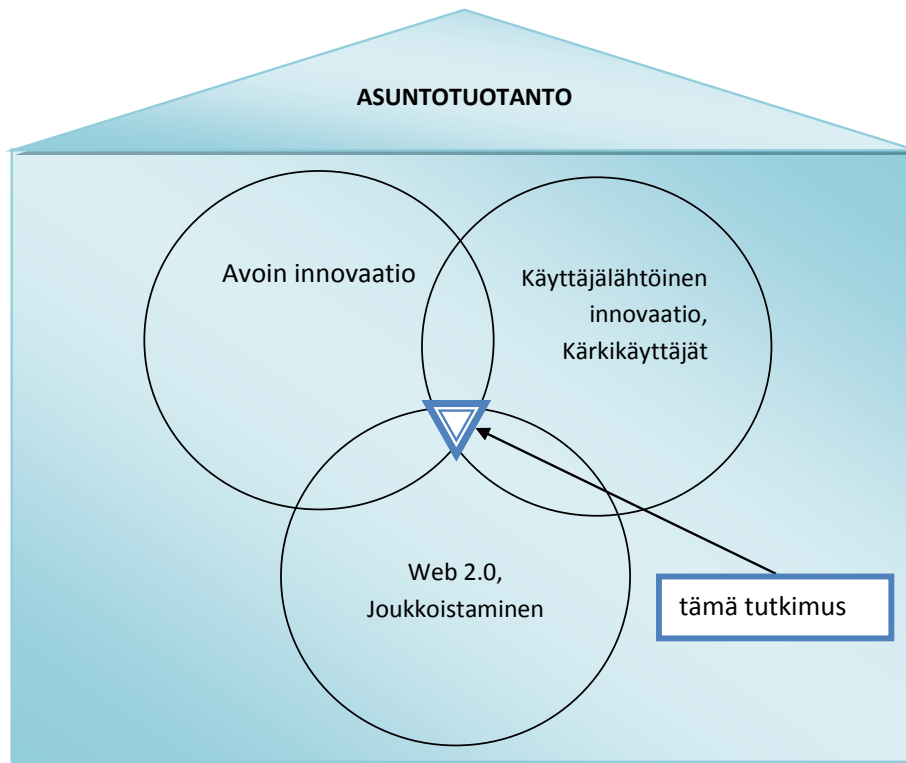 ASUNTOTUOTANTO
Avoin innovaatio
Käyttäjälähtöinen
innovaatio,
Kärkikäyttäjät
Web 2.0,
Joukkoistaminen
tämä tutkimus